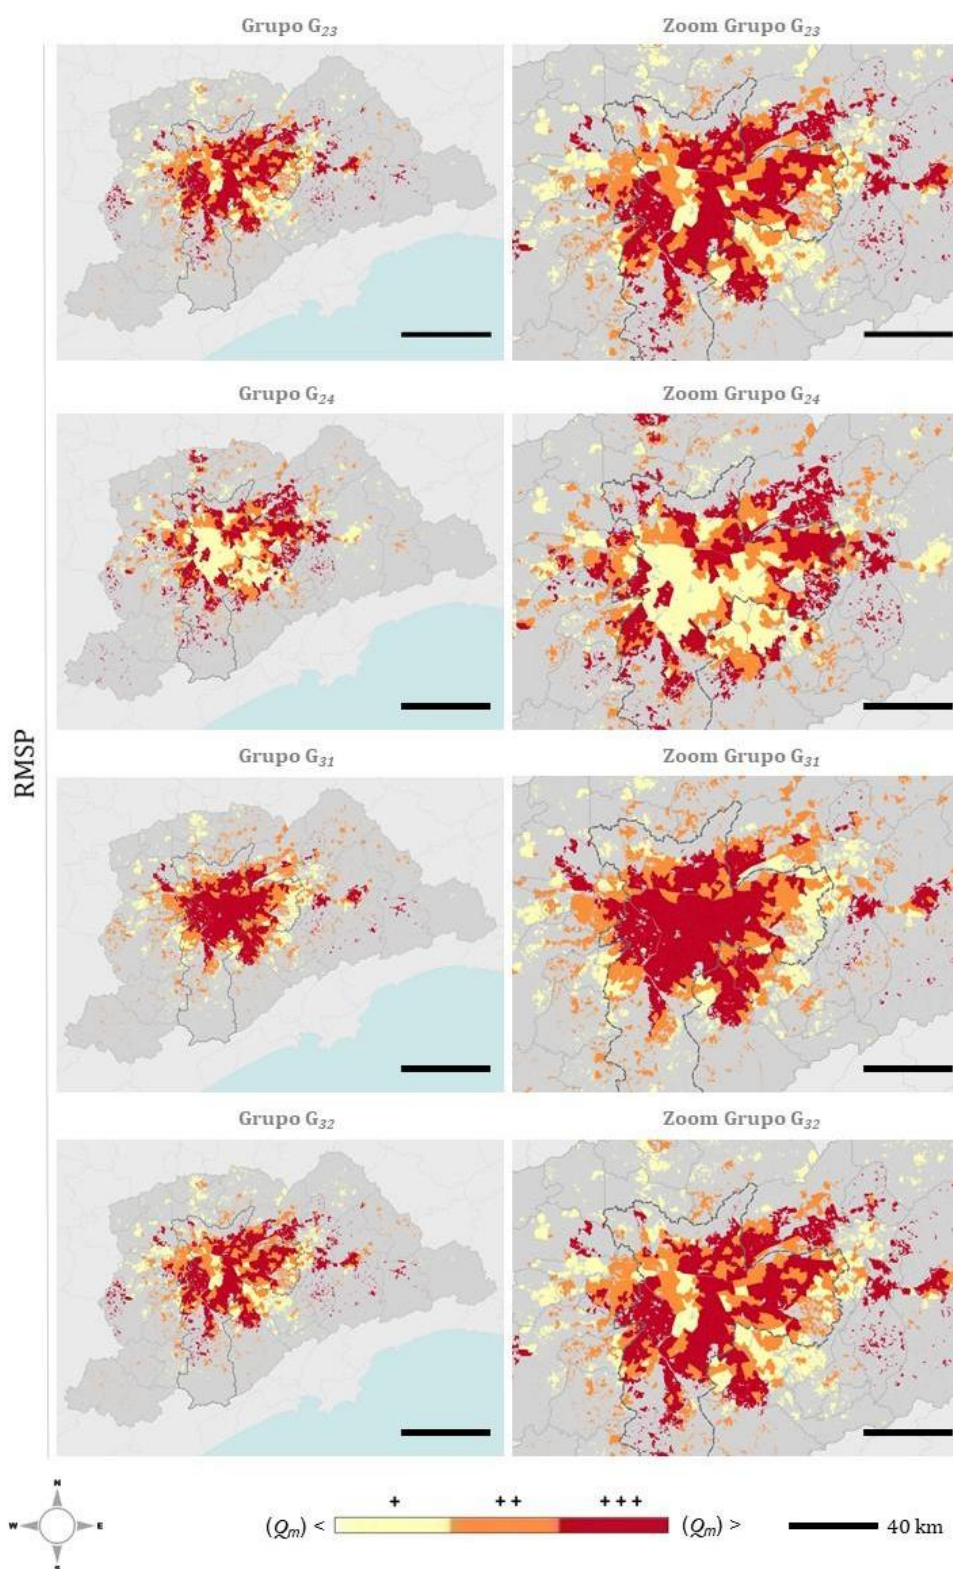 Grupo G23
Zoom Grupo G23
Grupo G24
Zoom Grupo G24
RMSP
Grupo G31
Zoom Grupo G31
Grupo G32
Zoom Grupo G32
N
W
E
S
+
++
+++
(Qm) <
(Qm) >
40 km